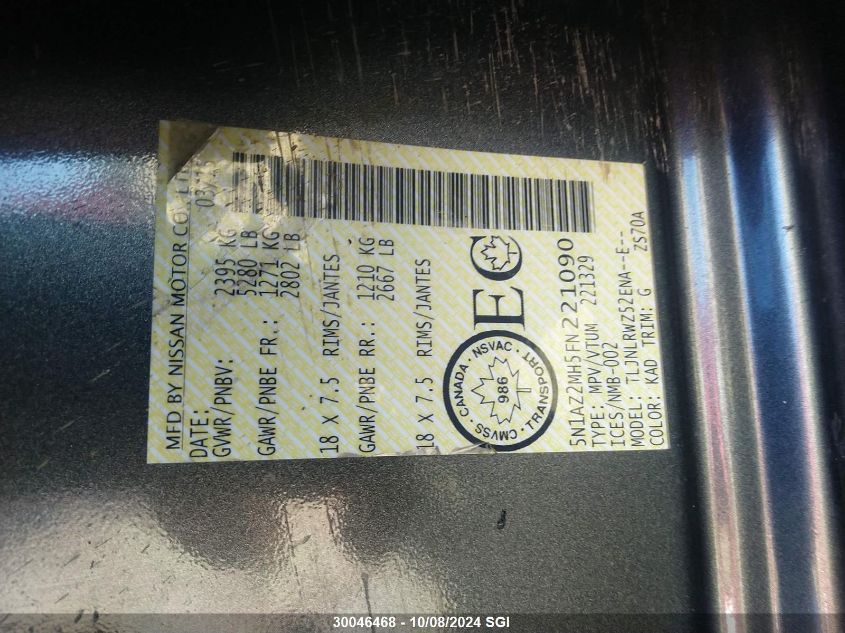 MFD BY NISSAN MOTOR CO., LTD.
DATE: 03/
GVWR/PNBV: 2395 KG
5280 LB
GAWR/PNBE FR.: 1271 KG
2802 LB
18 X 7.5 RIMS/JANTES
GAWR/PNBE RR.: 1210 KG
2667 LB
18 X 7.5 RIMS/JANTES
CMVSS · CANADA · NSVAC · TRANSPORT ·
986
EC
5N1AZ2MH5FN221090
TYPE: MPV/VTUM 221329
ICES/NMB-002
MODEL: TLJNLRWZ52ENA--E--
COLOR: KAD TRIM: G ZS70A
30046468 - 10/08/2024 SGI